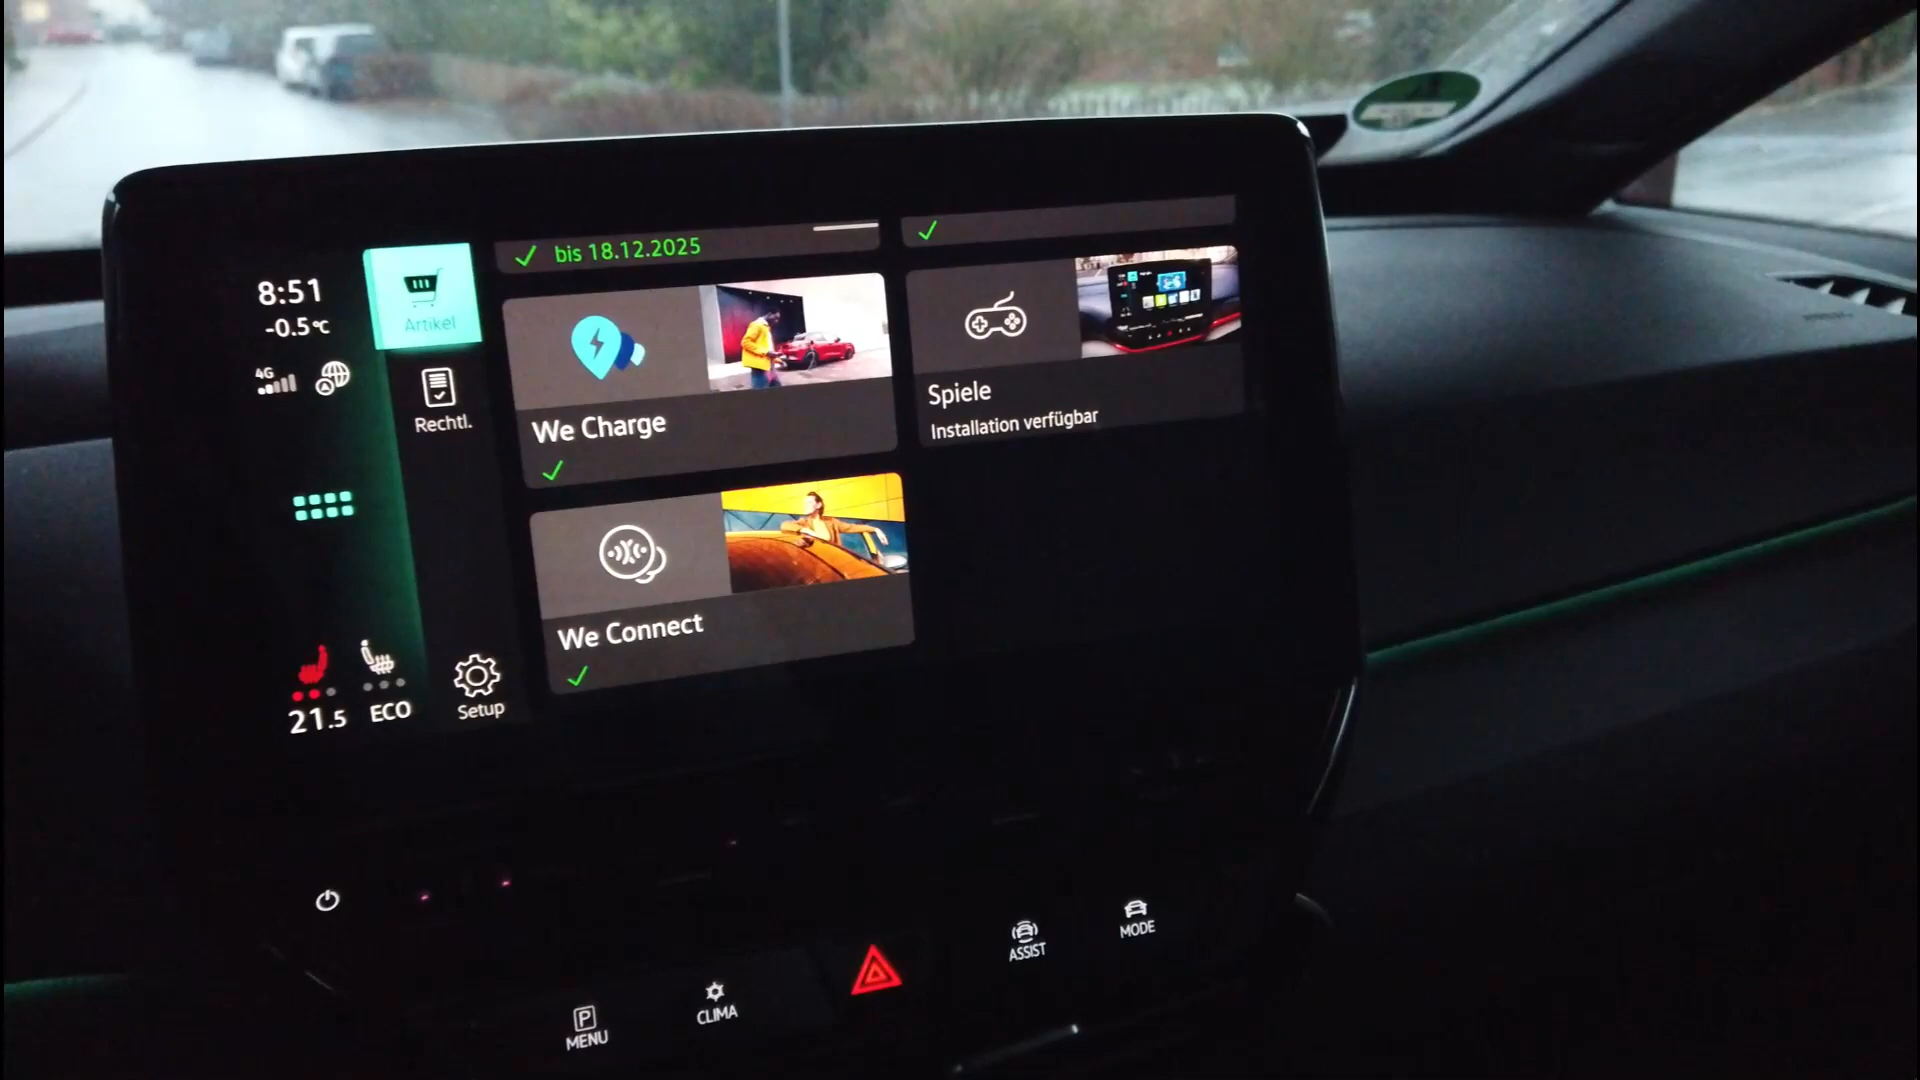 8:51
-0.5°C
4G
Artikel
Rechtl.
bis 18.12.2025
We Charge
Spiele
Installation verfügbar
We Connect
21.5
ECO
Setup
ASSIST
MODE
CLIMA
P
MENU